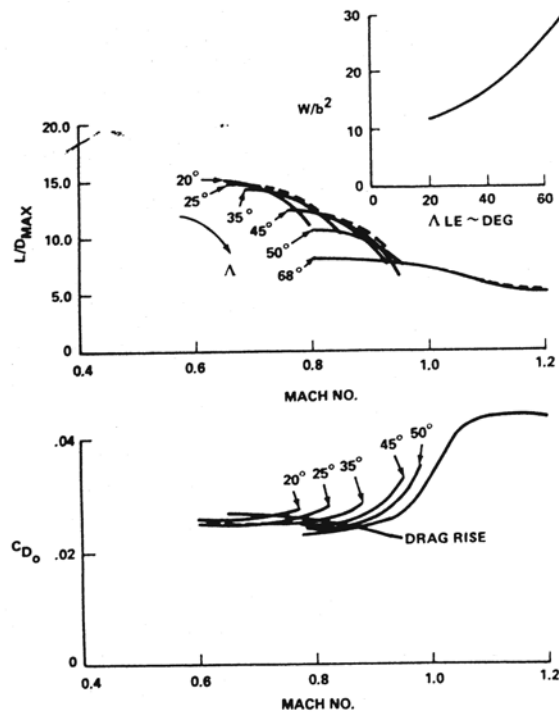 30
20
W/b²
10
0
0 20 40 60
Λ LE ~ DEG
20.0
15.0
L/D MAX
10.0
5.0
0
20°
25°
35°
45°
50°
68°
Λ
0.4 0.6 0.8 1.0 1.2
MACH NO.
.04
.02
0
C D o
20° 25° 35° 45° 50°
DRAG RISE
0.4 0.6 0.8 1.0 1.2
MACH NO.